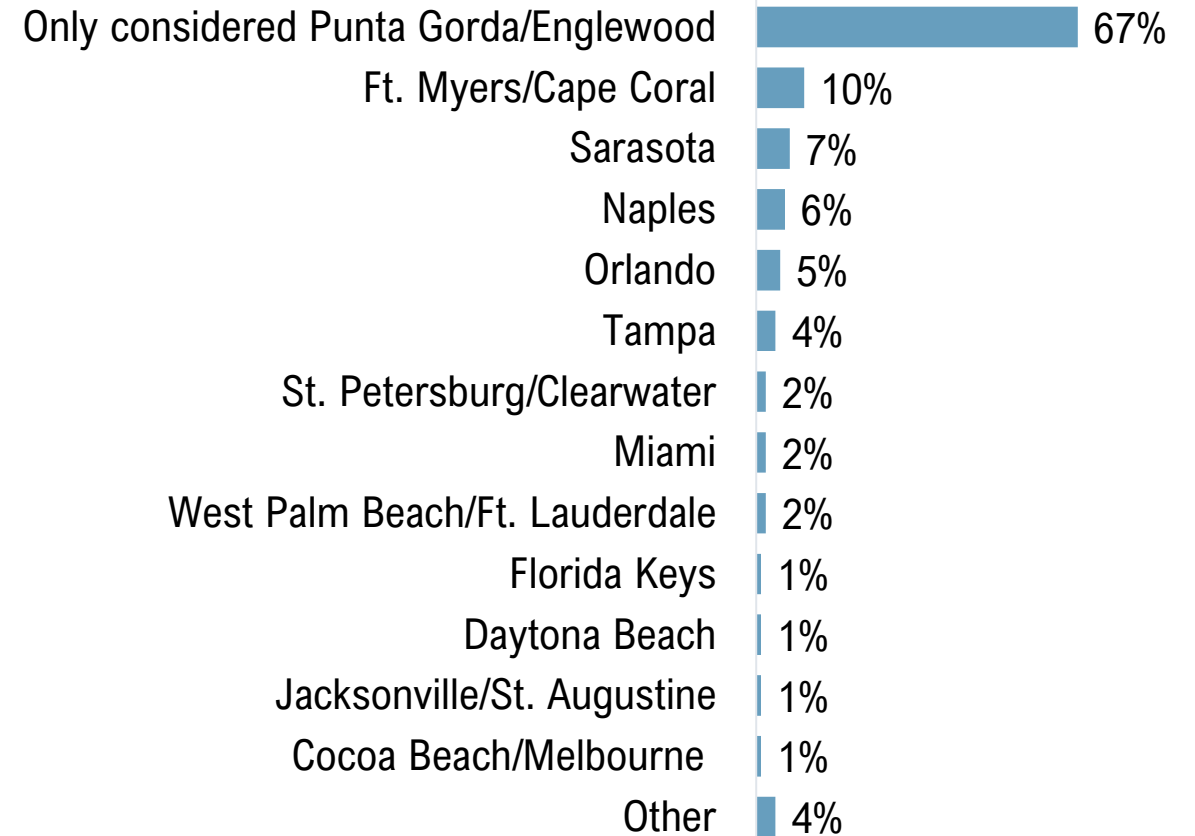 Only considered Punta Gorda/Englewood 67%
Ft. Myers/Cape Coral 10%
Sarasota 7%
Naples 6%
Orlando 5%
Tampa 4%
St. Petersburg/Clearwater 2%
Miami 2%
West Palm Beach/Ft. Lauderdale 2%
Florida Keys 1%
Daytona Beach 1%
Jacksonville/St. Augustine 1%
Cocoa Beach/Melbourne 1%
Other 4%